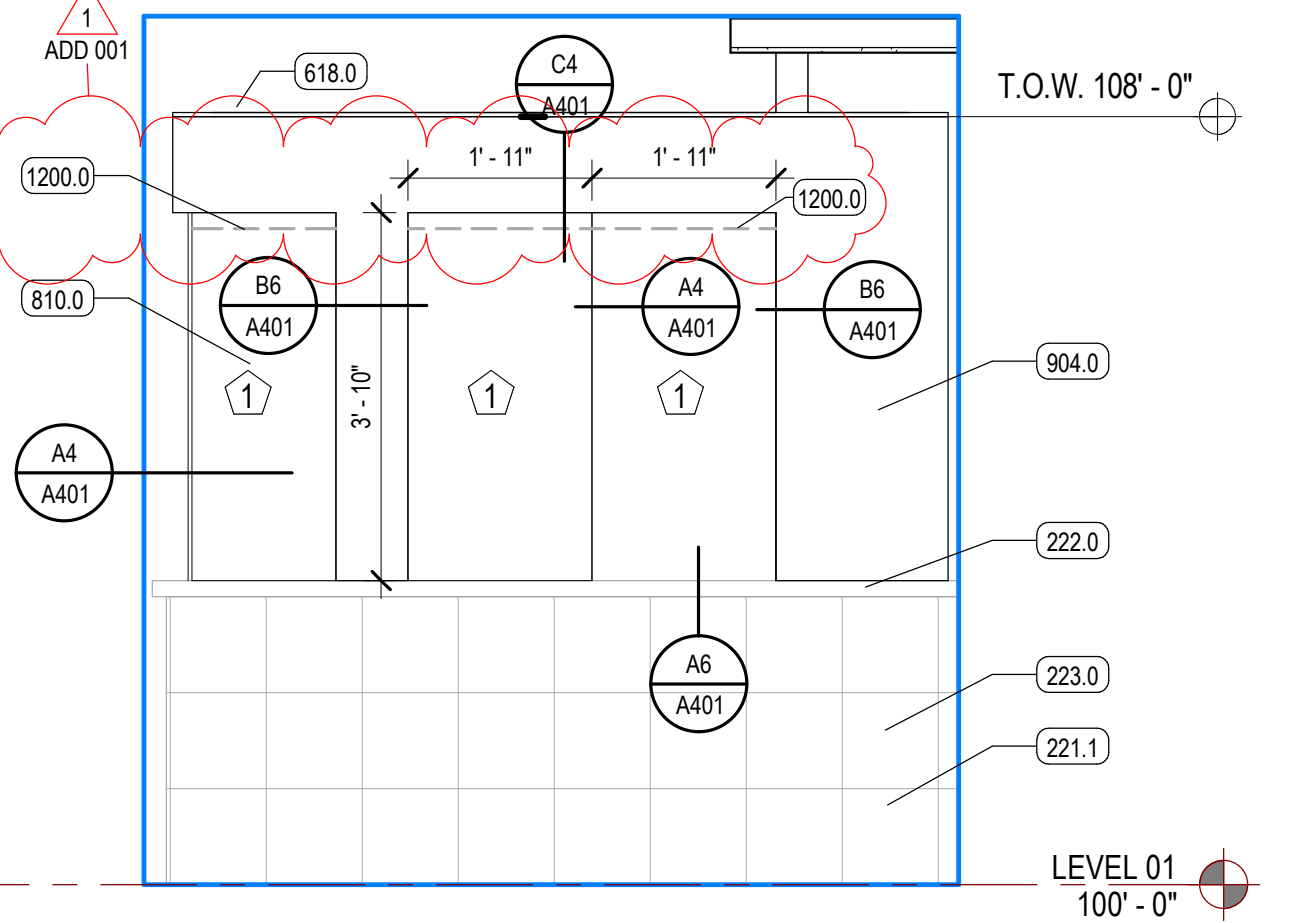 1
ADD 001
618.0
C4
A401
T.O.W. 108' - 0"
1' - 11"
1' - 11"
1200.0
1200.0
810.0
B6
A401
A4
A401
B6
A401
904.0
3' - 10"
1
1
1
A4
A401
222.0
A6
A401
223.0
221.1
LEVEL 01
100' - 0"